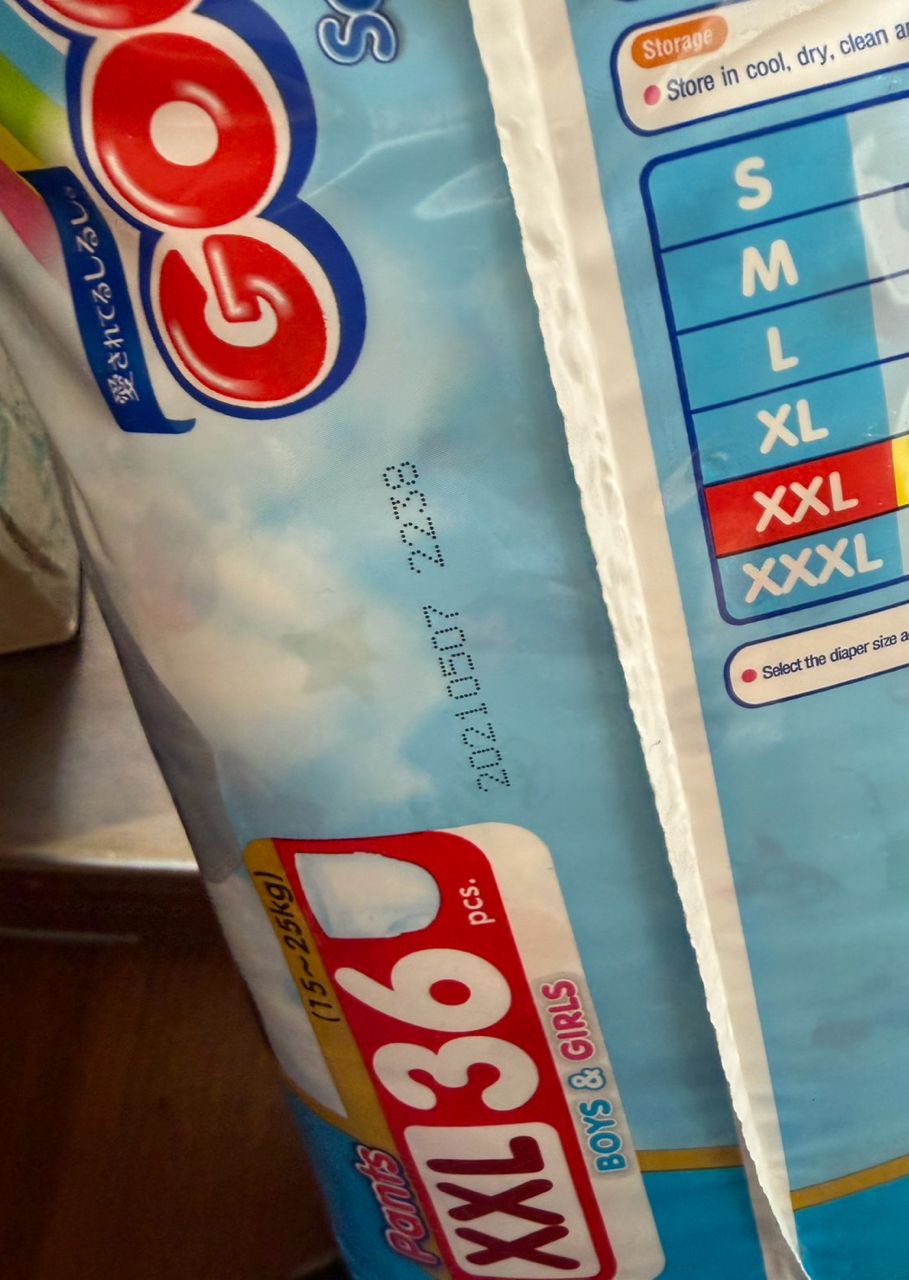 GO
愛されてるしるし。
20210507 2238
(15~25kg)
Pants
XXL 36 pcs.
BOYS & GIRLS
Storage
Store in cool, dry, clean
S
M
L
XL
XXL
XXXL
Select the diaper size